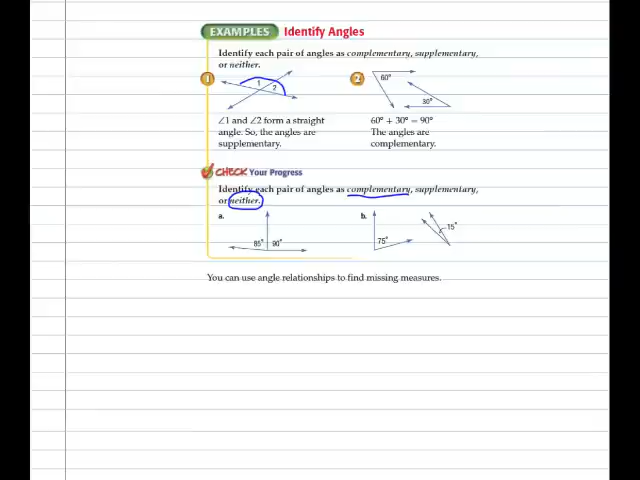 EXAMPLES Identify Angles
Identify each pair of angles as complementary, supplementary,
or neither.
1 1 2 2 60° 30°
∠1 and ∠2 form a straight 60° + 30° = 90°
angle. So, the angles are The angles are
supplementary. complementary.
CHECK Your Progress
Identify each pair of angles as complementary, supplementary,
or neither.
a. b.
85° 90° 75° 15°
You can use angle relationships to find missing measures.